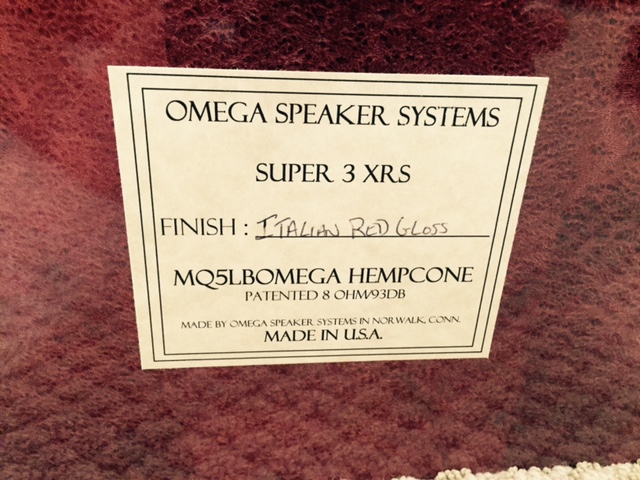 OMEGA SPEAKER SYSTEMS
SUPER 3 XRS
FINISH : ITALIAN RED GLOSS
MQ5LBOMEGA HEMPCONE
PATENTED 8 OHM/93DB
MADE BY OMEGA SPEAKER SYSTEMS IN NORWALK, CONN.
MADE IN U.S.A.